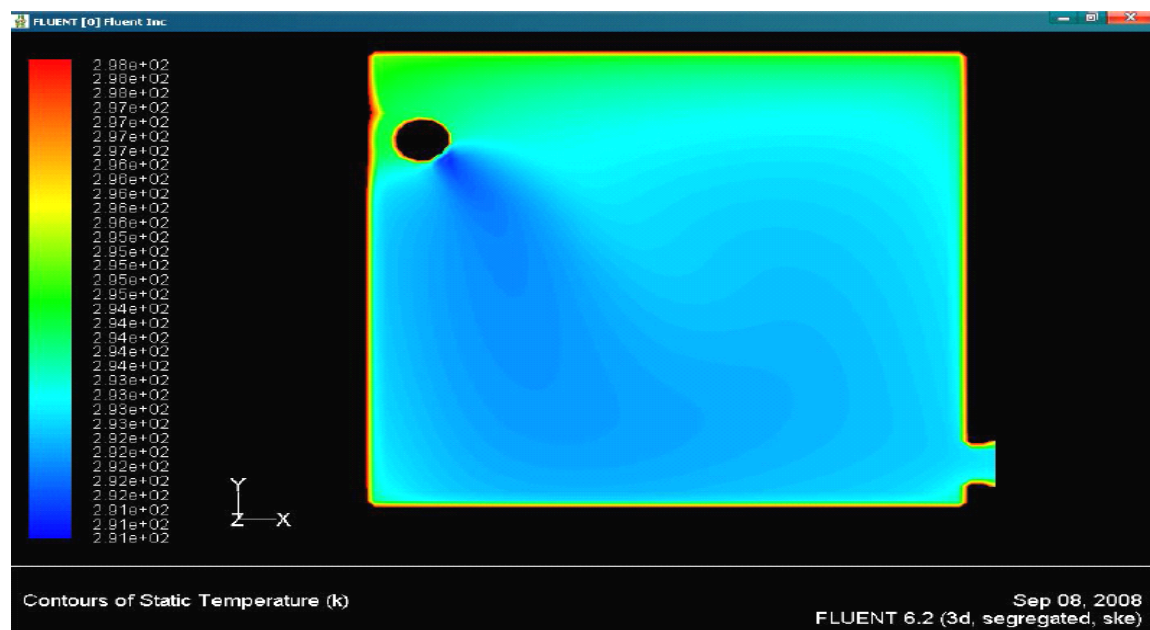 FLUENT [0] Fluent Inc
2.98e+02
2.98e+02
2.98e+02
2.97e+02
2.97e+02
2.97e+02
2.97e+02
2.96e+02
2.96e+02
2.96e+02
2.96e+02
2.96e+02
2.95e+02
2.95e+02
2.95e+02
2.95e+02
2.95e+02
2.94e+02
2.94e+02
2.94e+02
2.94e+02
2.94e+02
2.93e+02
2.93e+02
2.93e+02
2.93e+02
2.92e+02
2.92e+02
2.92e+02
2.92e+02
2.92e+02
2.91e+02
2.91e+02
2.91e+02
Y
Z X
Contours of Static Temperature (k)
Sep 08, 2008
FLUENT 6.2 (3d, segregated, ske)